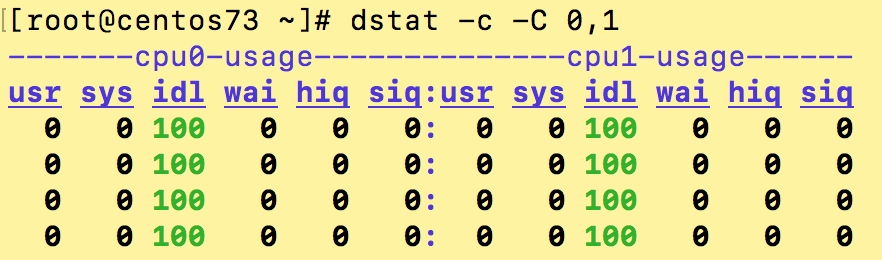 [[root@centos73 ~]# dstat -c -C 0,1
-------cpu0-usage--------------cpu1-usage------
usr sys idl wai hiq siq:usr sys idl wai hiq siq
  0   0 100   0   0   0:  0   0 100   0   0   0
  0   0 100   0   0   0:  0   0 100   0   0   0
  0   0 100   0   0   0:  0   0 100   0   0   0
  0   0 100   0   0   0:  0   0 100   0   0   0